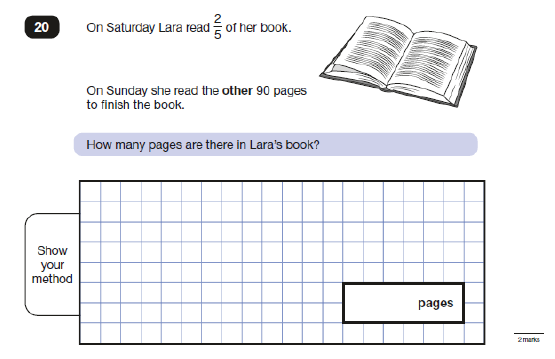 20
On Saturday Lara read 2/5 of her book.
On Sunday she read the other 90 pages
to finish the book.
How many pages are there in Lara's book?
Show
your
method
pages
2 marks